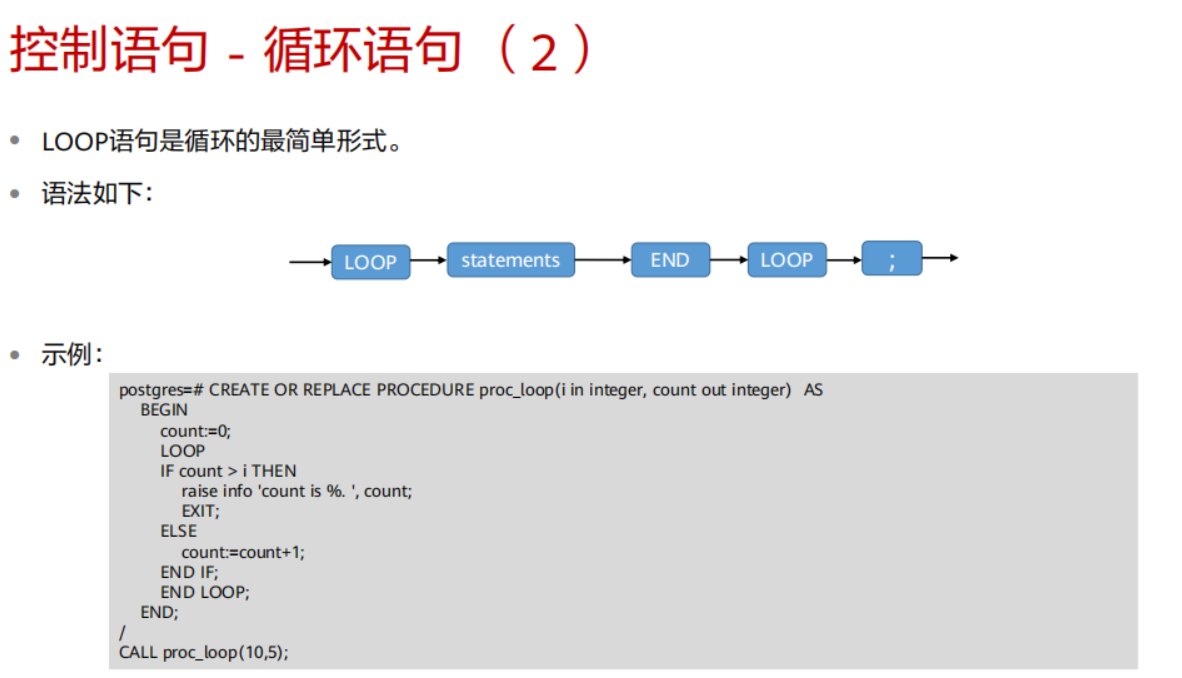 控制语句 - 循环语句（2）
LOOP语句是循环的最简单形式。
语法如下：
LOOP statements END LOOP ;
示例：
postgres=# CREATE OR REPLACE PROCEDURE proc_loop(i in integer, count out integer) AS
BEGIN
count:=0;
LOOP
IF count > i THEN
raise info 'count is %. ', count;
EXIT;
ELSE
count:=count+1;
END IF;
END LOOP;
END;
/
CALL proc_loop(10,5);